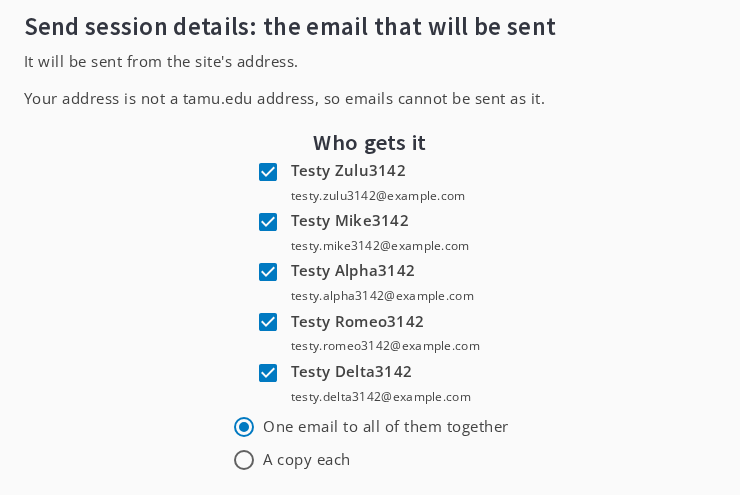 Send session details: the email that will be sent
It will be sent from the site's address.
Your address is not a tamu.edu address, so emails cannot be sent as it.
Who gets it
Testy Zulu3142
testy.zulu3142@example.com
Testy Mike3142
testy.mike3142@example.com
Testy Alpha3142
testy.alpha3142@example.com
Testy Romeo3142
testy.romeo3142@example.com
Testy Delta3142
testy.delta3142@example.com
One email to all of them together
A copy each